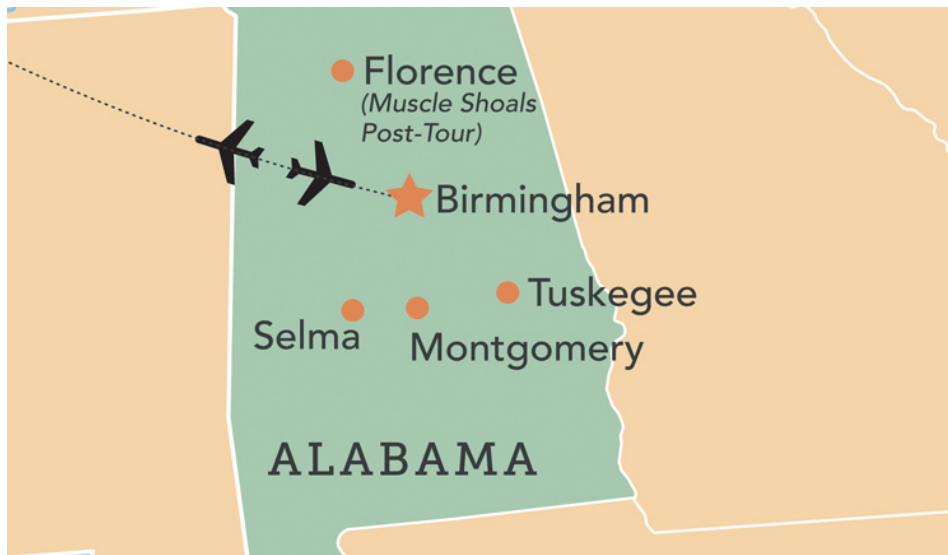 Florence
(Muscle Shoals
Post-Tour)
Birmingham
Tuskegee
Selma
Montgomery
ALABAMA